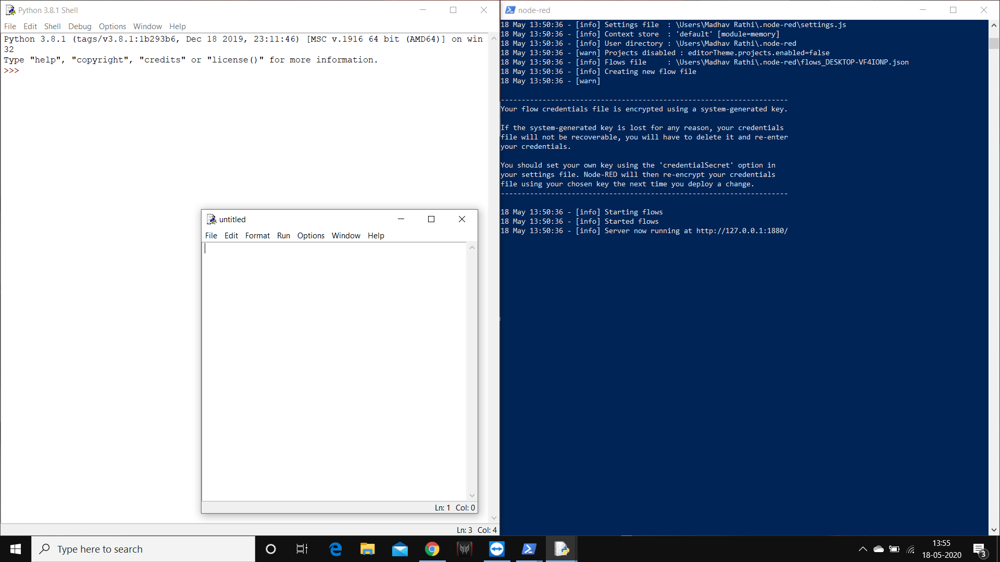 Python 3.8.1 Shell
File Edit Shell Debug Options Window Help
Python 3.8.1 (tags/v3.8.1:1b293b6, Dec 18 2019, 23:11:46) [MSC v.1916 64 bit (AMD64)] on win
32
Type "help", "copyright", "credits" or "license()" for more information.
>>>
untitled
File Edit Format Run Options Window Help
Ln: 1 Col: 0
Ln: 3 Col: 4
node-red
18 May 13:50:36 - [info] Settings file  : \Users\Madhav Rathi\.node-red\settings.js
18 May 13:50:36 - [info] Context store  : 'default' [module=memory]
18 May 13:50:36 - [info] User directory : \Users\Madhav Rathi\.node-red
18 May 13:50:36 - [warn] Projects disabled : editorTheme.projects.enabled=false
18 May 13:50:36 - [info] Flows file     : \Users\Madhav Rathi\.node-red\flows_DESKTOP-VF4IONP.json
18 May 13:50:36 - [info] Creating new flow file
18 May 13:50:36 - [warn]
---------------------------------------------------------------------
Your flow credentials file is encrypted using a system-generated key.
If the system-generated key is lost for any reason, your credentials
file will not be recoverable, you will have to delete it and re-enter
your credentials.
You should set your own key using the 'credentialSecret' option in
your settings file. Node-RED will then re-encrypt your credentials
file using your chosen key the next time you deploy a change.
---------------------------------------------------------------------
18 May 13:50:36 - [info] Starting flows
18 May 13:50:36 - [info] Started flows
18 May 13:50:36 - [info] Server now running at http://127.0.0.1:1880/
Type here to search
13:55
18-05-2020
3